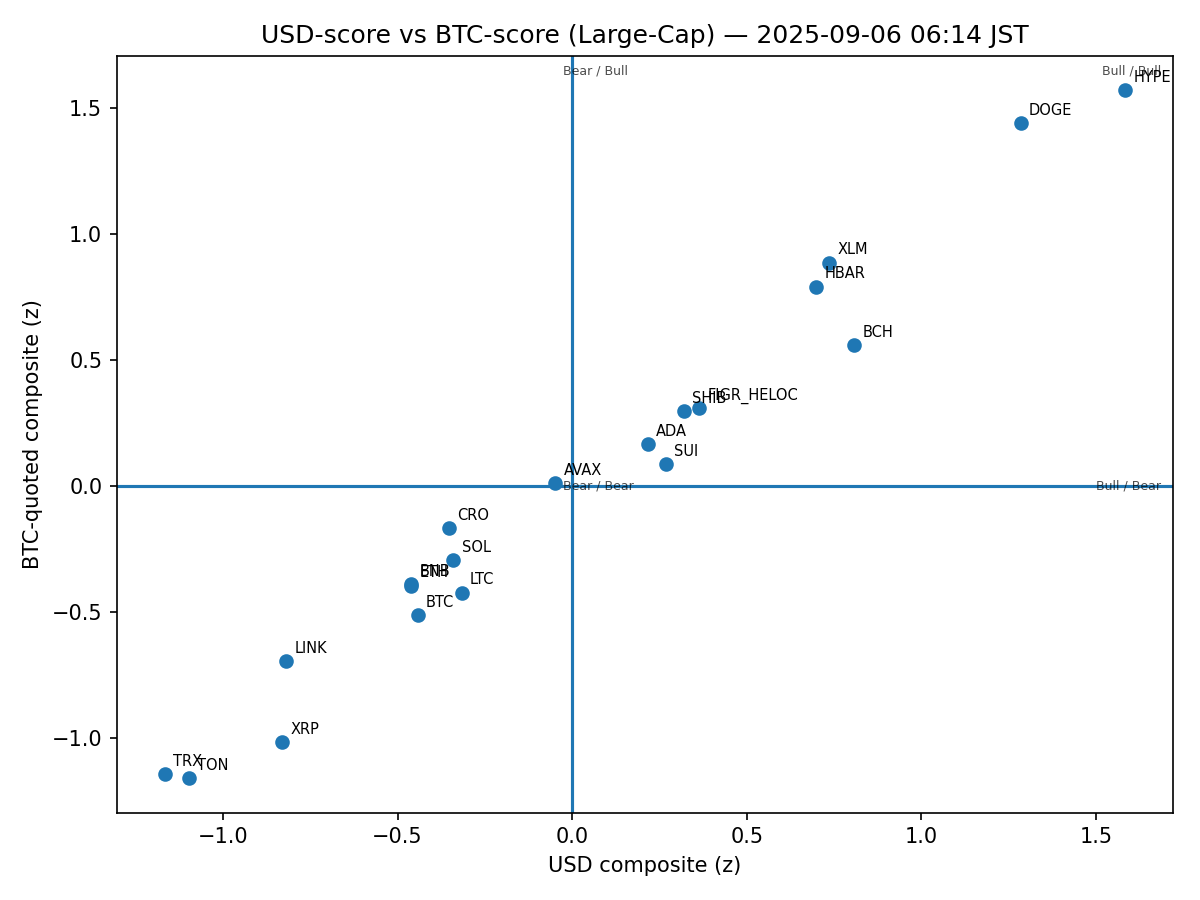 USD-score vs BTC-score (Large-Cap) — 2025-09-06 06:14 JST
Bear / Bull
Bull / Bull
HYPE
DOGE
XLM
HBAR
BCH
SHIB
FIGR_HELOC
ADA
SUI
AVAX
Bear / Bear
Bull / Bear
CRO
SOL
ETH
BNB
LTC
BTC
LINK
XRP
TRX
TON
1.5
1.0
0.5
0.0
−0.5
−1.0
BTC-quoted composite (z)
−1.0
−0.5
0.0
0.5
1.0
1.5
USD composite (z)